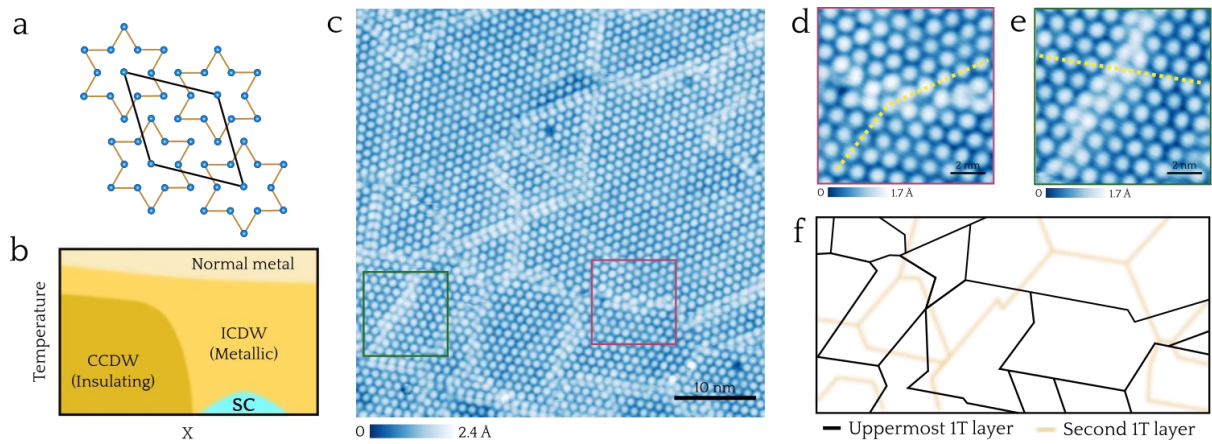 a
b
Normal metal
ICDW
(Metallic)
CCDW
(Insulating)
SC
Temperature
X
c
10 nm
0
2.4 Å
d
2 nm
0
1.7 Å
e
2 nm
0
1.7 Å
f
Uppermost 1T layer
Second 1T layer